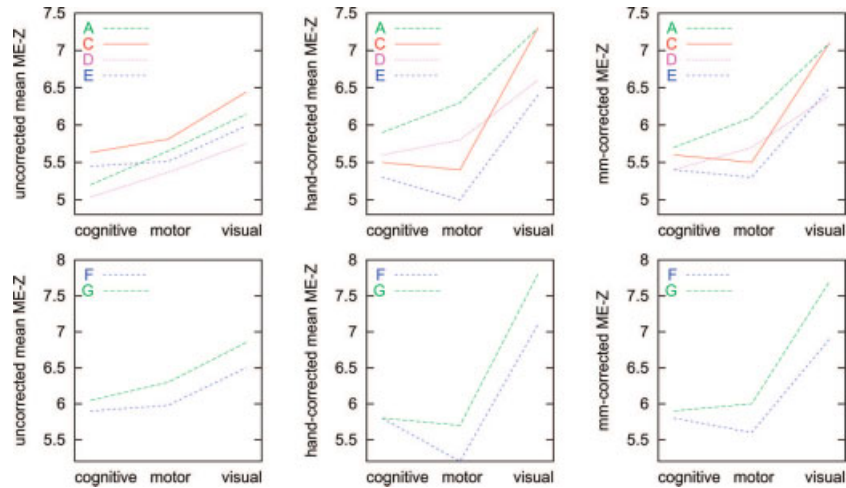 uncorrected mean ME-Z
7.5
7
6.5
6
5.5
5
A
C
D
E
cognitive motor visual
hand-corrected mean ME-Z
7.5
7
6.5
6
5.5
5
A
C
D
E
cognitive motor visual
mm-corrected ME-Z
7.5
7
6.5
6
5.5
5
A
C
D
E
cognitive motor visual
uncorrected mean ME-Z
8
7.5
7
6.5
6
5.5
F
G
cognitive motor visual
hand-corrected mean ME-Z
8
7.5
7
6.5
6
5.5
F
G
cognitive motor visual
mm-corrected ME-Z
8
7.5
7
6.5
6
5.5
F
G
cognitive motor visual